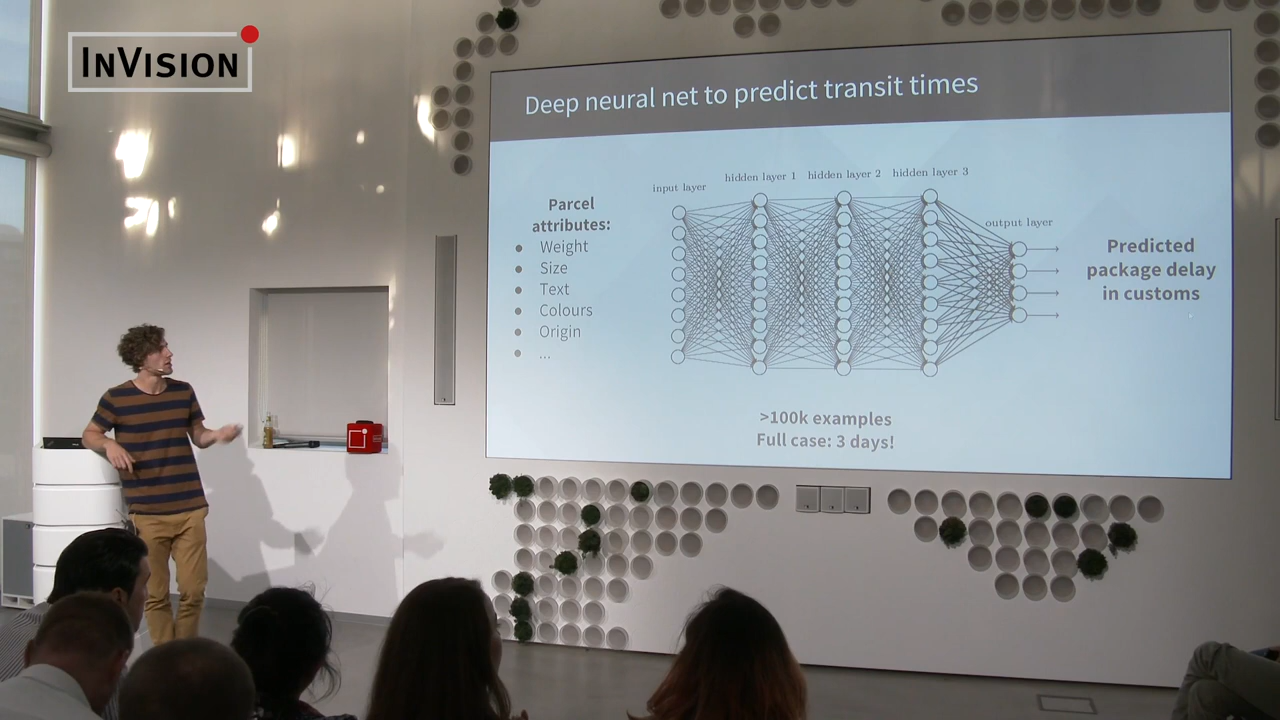 INVISION
Deep neural net to predict transit times
input layer
hidden layer 1
hidden layer 2
hidden layer 3
output layer
Parcel
attributes:
• Weight
• Size
• Text
• Colours
• Origin
• ...
Predicted
package delay
in customs
>100k examples
Full case: 3 days!